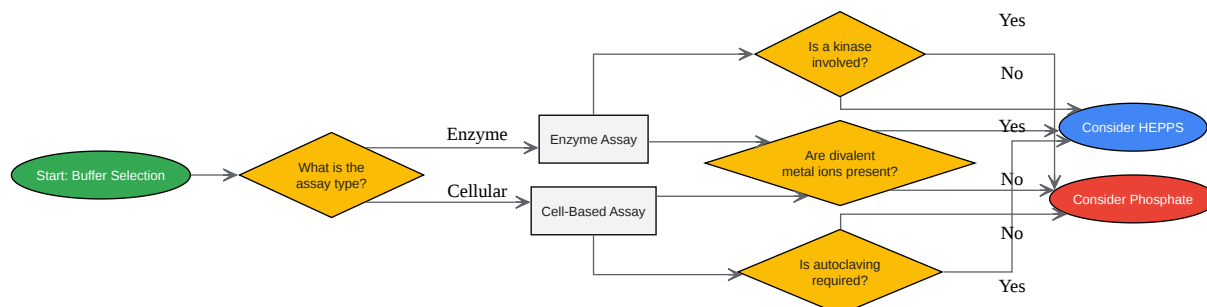 Is a kinase
involved?
Yes
No
Start: Buffer Selection
What is the
assay type?
Enzyme
Cellular
Enzyme Assay
Cell-Based Assay
Are divalent
metal ions present?
Yes
No
Consider HEPPS
Consider Phosphate
Is autoclaving
required?
No
Yes